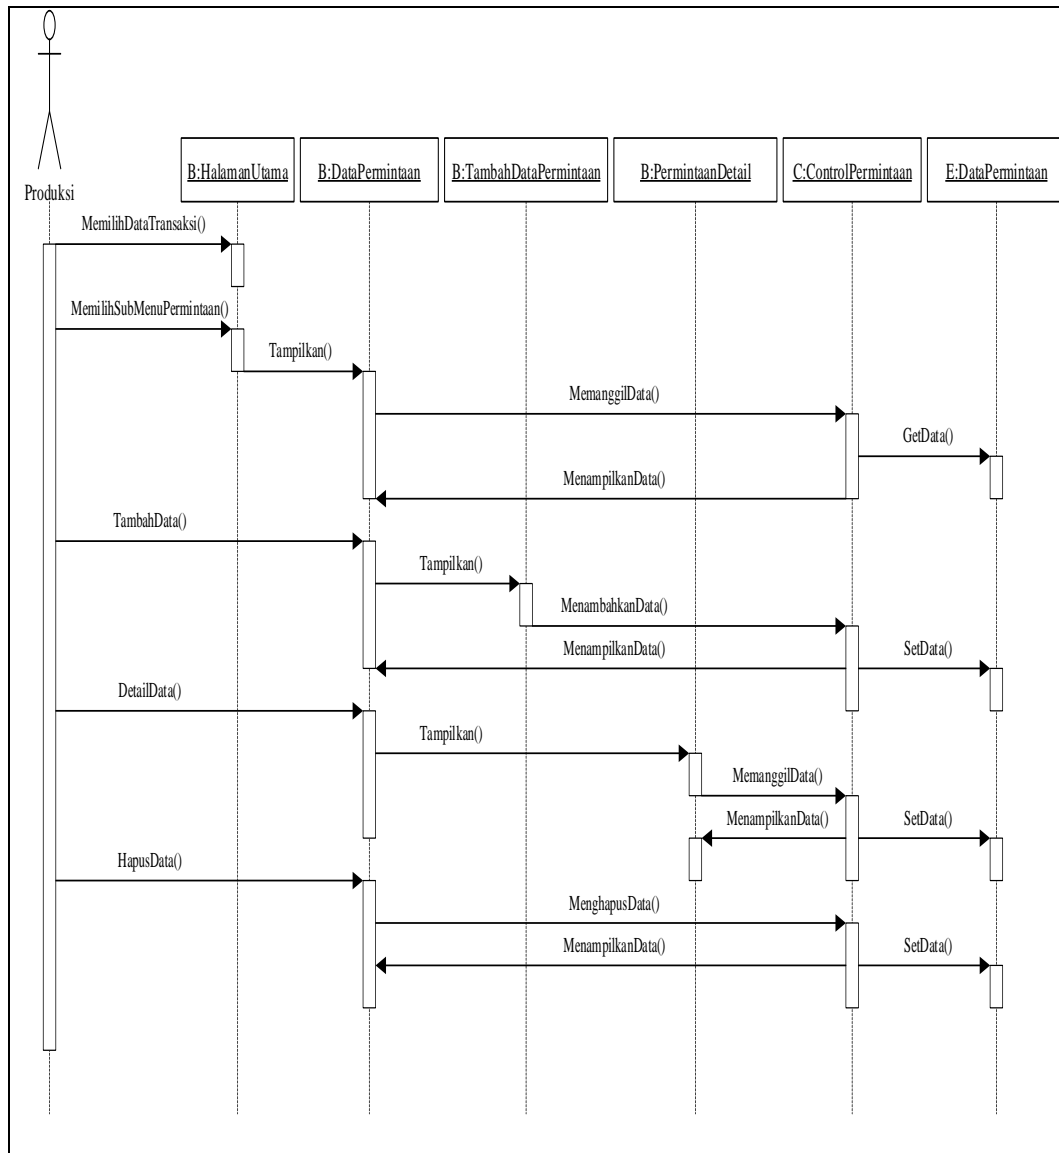 B:HalamanUtama
B:DataPermintaan
B:TambahDataPermintaan
B:PermintaanDetail
C:ControlPermintaan
E:DataPermintaan
Produksi
MemilihDataTransaksi()
MemilihSubMenuPermintaan()
Tampilkan()
MemanggilData()
GetData()
MenampilkanData()
TambahData()
Tampilkan()
MenambahkanData()
MenampilkanData()
SetData()
DetailData()
Tampilkan()
MemanggilData()
MenampilkanData()
SetData()
HapusData()
MenghapusData()
MenampilkanData()
SetData()